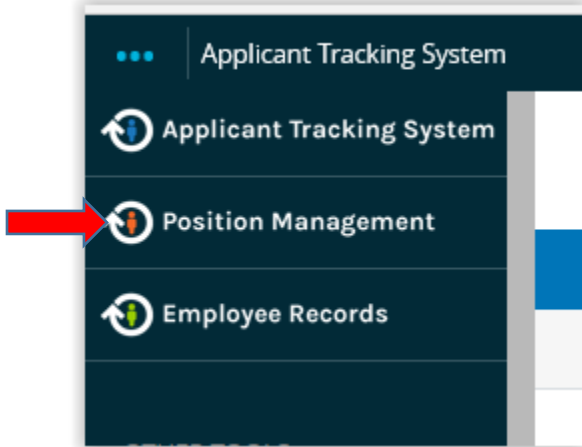 Applicant Tracking System
Applicant Tracking System
Position Management
Employee Records